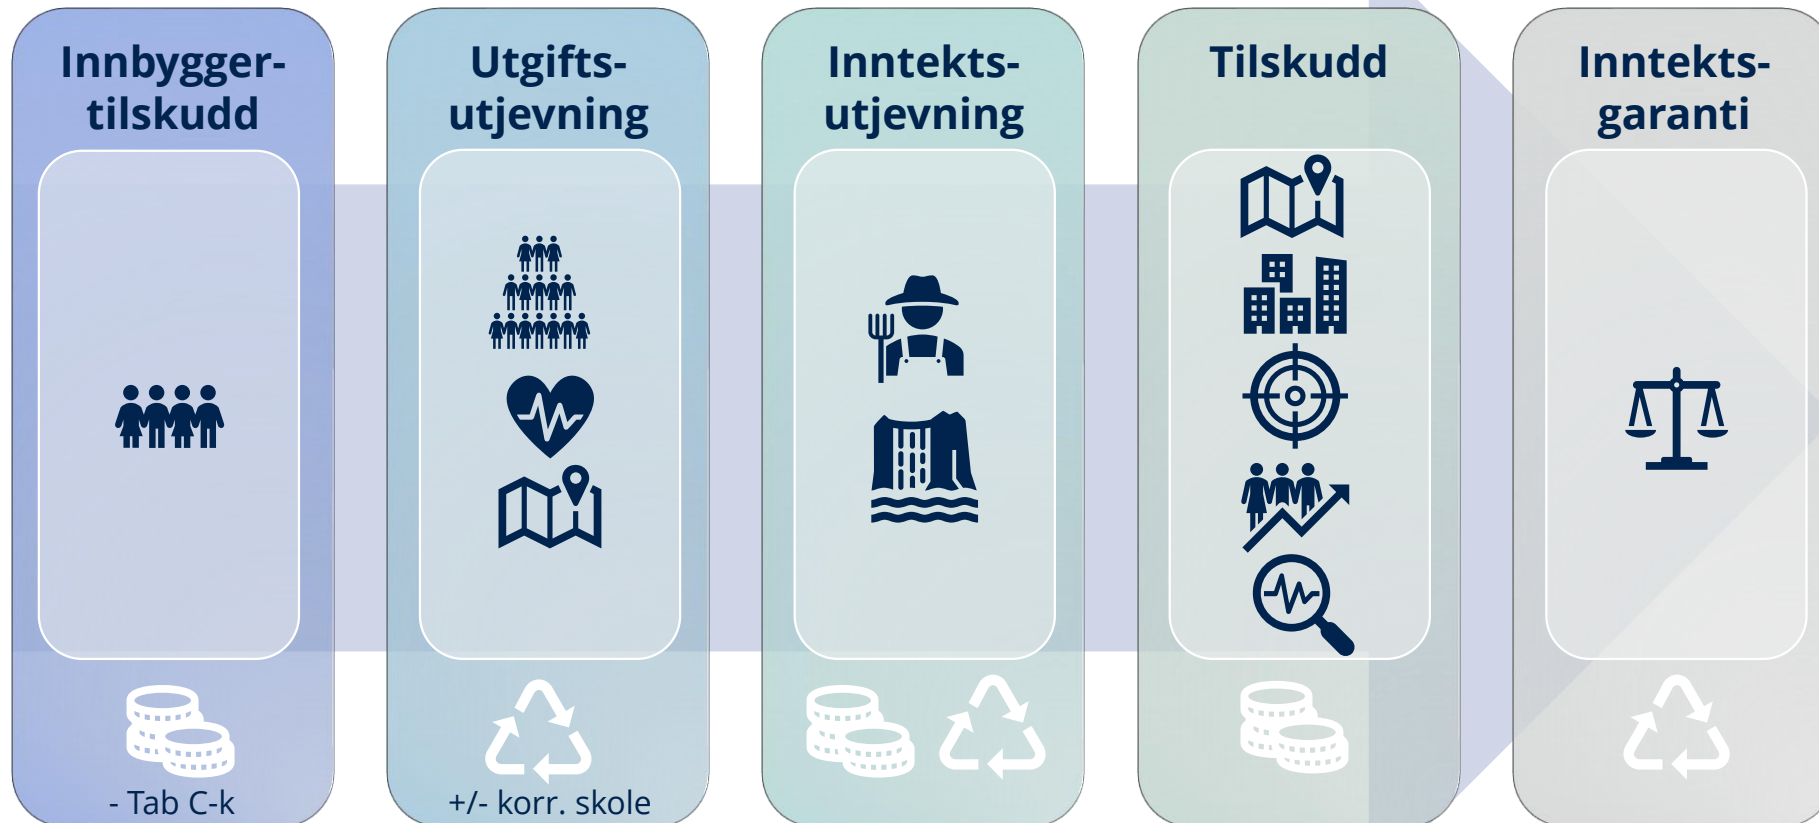 Innbygger-
tilskudd
Utgifts-
utjevning
Inntekts-
utjevning
Tilskudd
Inntekts-
garanti
- Tab C-k
+/- korr. skole